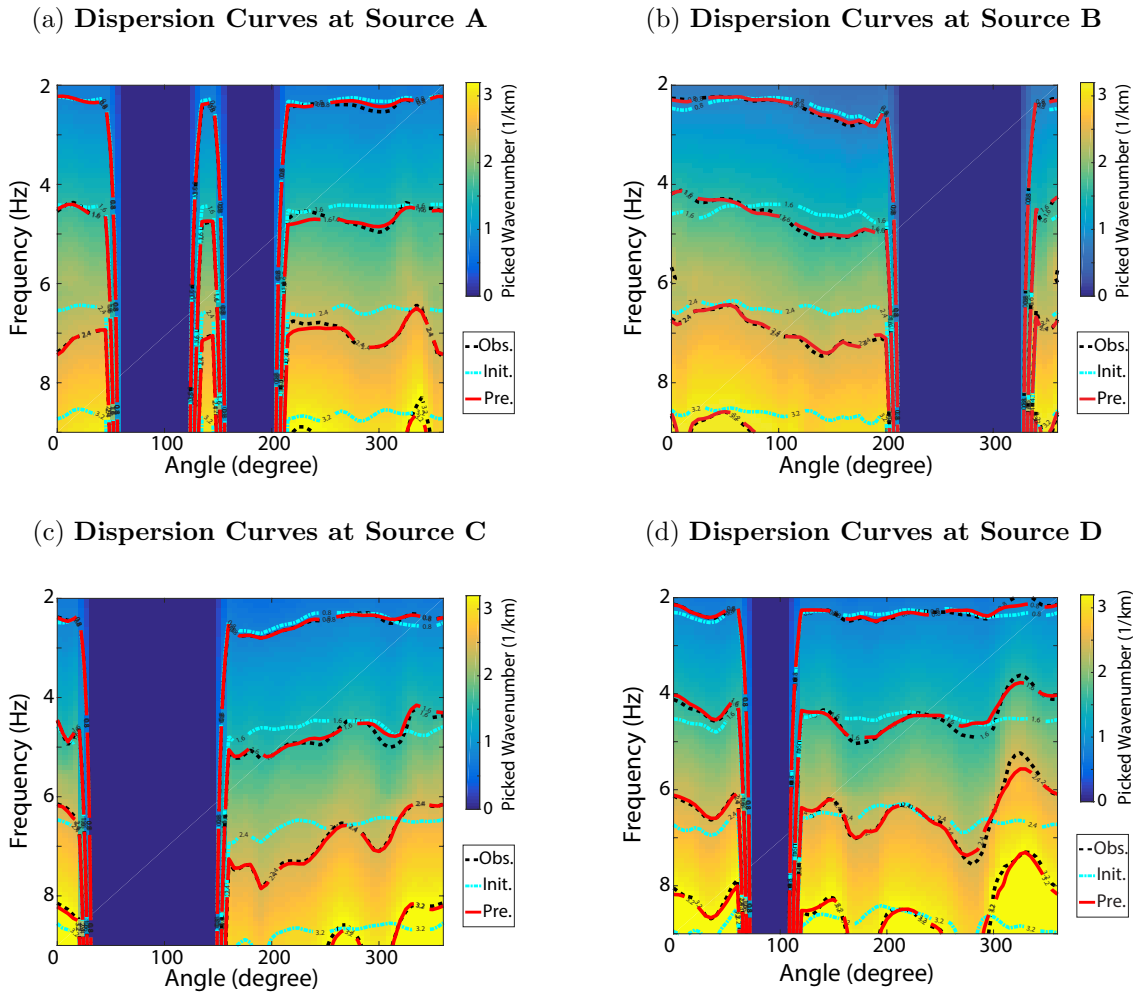 (a) Dispersion Curves at Source A
2
4
6
8
0
100
200
300
Frequency (Hz)
Angle (degree)
3
2
1
0
Picked Wavenumber (1/km)
Obs.
Init.
Pre.
(b) Dispersion Curves at Source B
2
4
6
8
0
100
200
300
Frequency (Hz)
Angle (degree)
3
2
1
0
Picked Wavenumber (1/km)
Obs.
Init.
Pre.
(c) Dispersion Curves at Source C
2
4
6
8
0
100
200
300
Frequency (Hz)
Angle (degree)
3
2
1
0
Picked Wavenumber (1/km)
Obs.
Init.
Pre.
(d) Dispersion Curves at Source D
2
4
6
8
0
100
200
300
Frequency (Hz)
Angle (degree)
3
2
1
0
Picked Wavenumber (1/km)
Obs.
Init.
Pre.